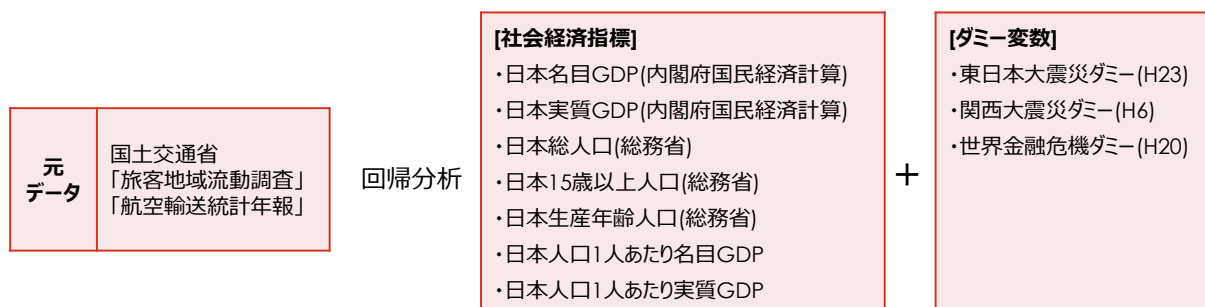 元
データ
国土交通省
「旅客地域流動調査」
「航空輸送統計年報」
回帰分析
[社会経済指標]
・日本名目GDP(内閣府国民経済計算)
・日本実質GDP(内閣府国民経済計算)
・日本総人口(総務省)
・日本15歳以上人口(総務省)
・日本生産年齢人口(総務省)
・日本人口1人あたり名目GDP
・日本人口1人あたり実質GDP
+
[ダミー変数]
・東日本大震災ダミー(H23)
・関西大震災ダミー(H6)
・世界金融危機ダミー(H20)